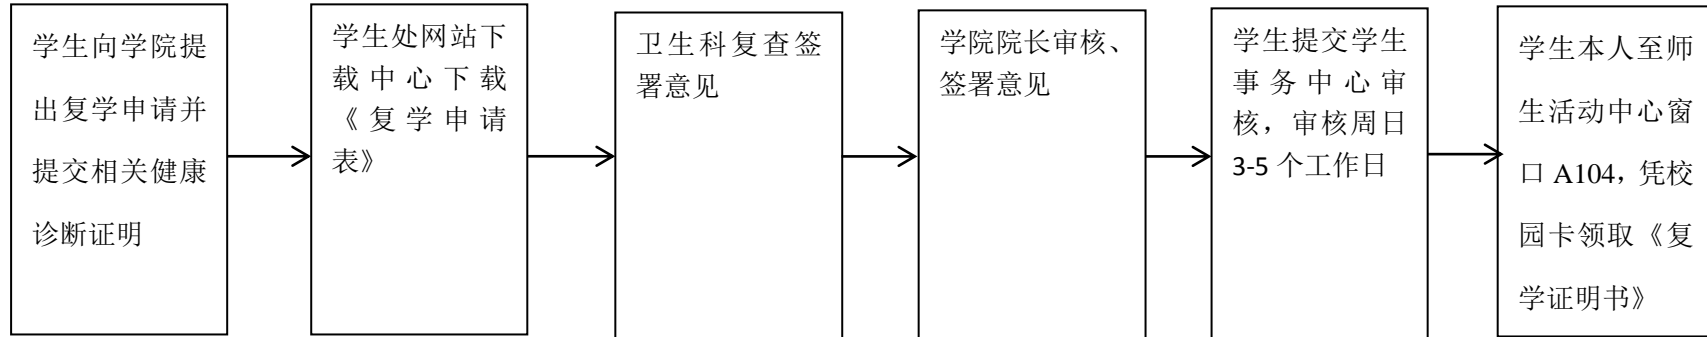 学生向学院提
出复学申请并
提交相关健康
诊断证明
学生处网站下
载中心下载
《复学申请
表》
卫生科复查签
署意见
学院院长审核、
签署意见
学生提交学生
事务中心审
核，审核周日
3-5 个工作日
学生本人至师
生活动中心窗
口 A104，凭校
园卡领取《复
学证明书》